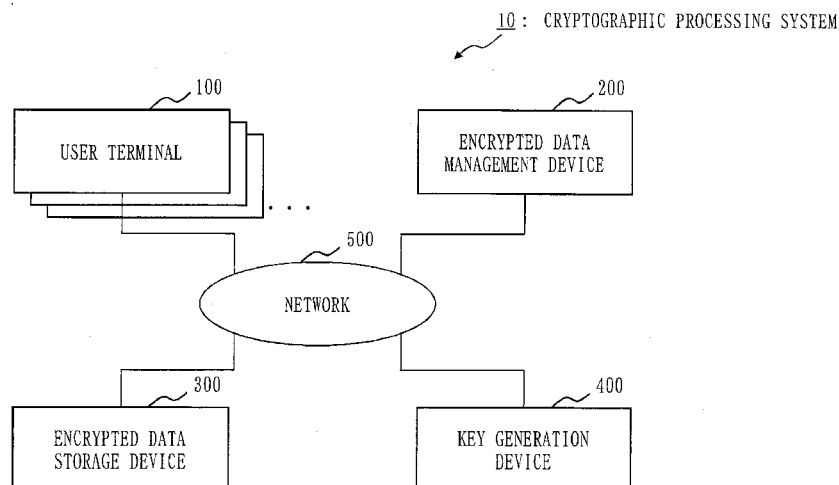 10: CRYPTOGRAPHIC PROCESSING SYSTEM
100
USER TERMINAL
. . .
200
ENCRYPTED DATA
MANAGEMENT DEVICE
500
NETWORK
300
ENCRYPTED DATA
STORAGE DEVICE
400
KEY GENERATION
DEVICE